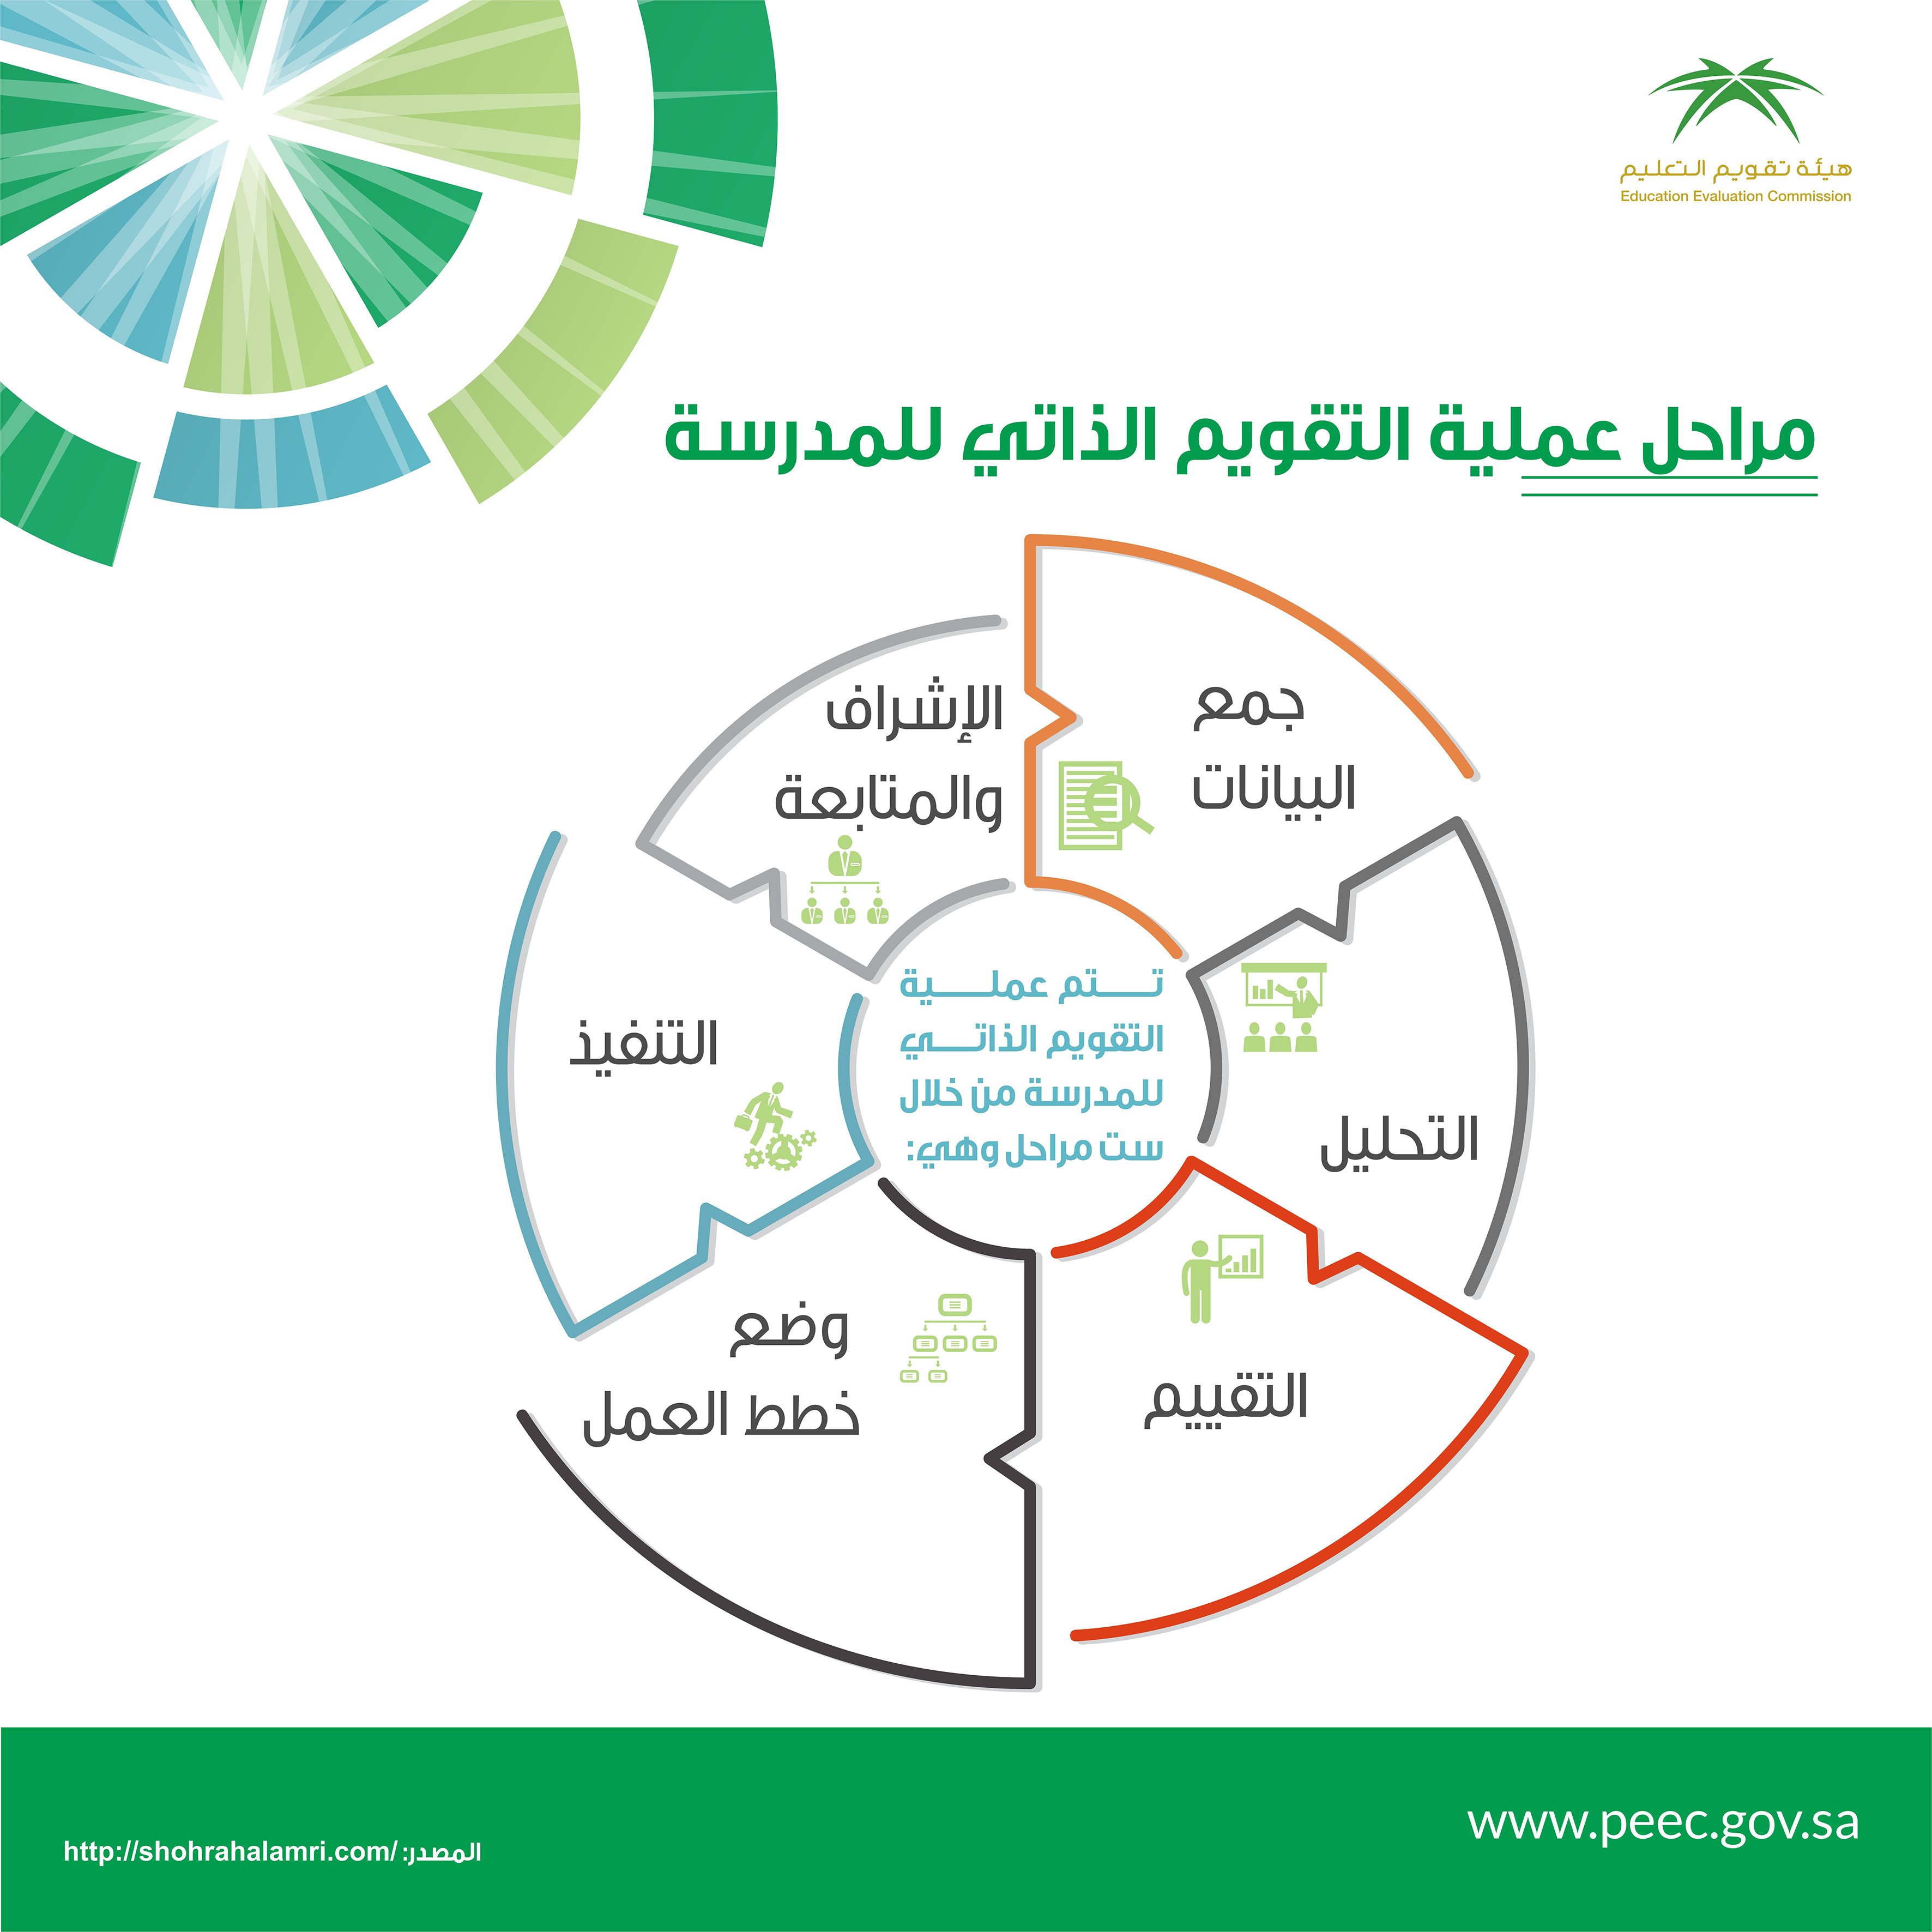 هيئة تقويم التعليم
Education Evaluation Commission
مراحل عملية التقويم الذاتي للمدرسة
جمع
البيانات
التحليل
التقييم
وضع
خطط العمل
التنفيذ
الإشراف
والمتابعة
تتم عملية
التقويم الذاتي
للمدرسة من خلال
ست مراحل وهي:
www.peec.gov.sa
المصدر: http://shohrahalamri.com/